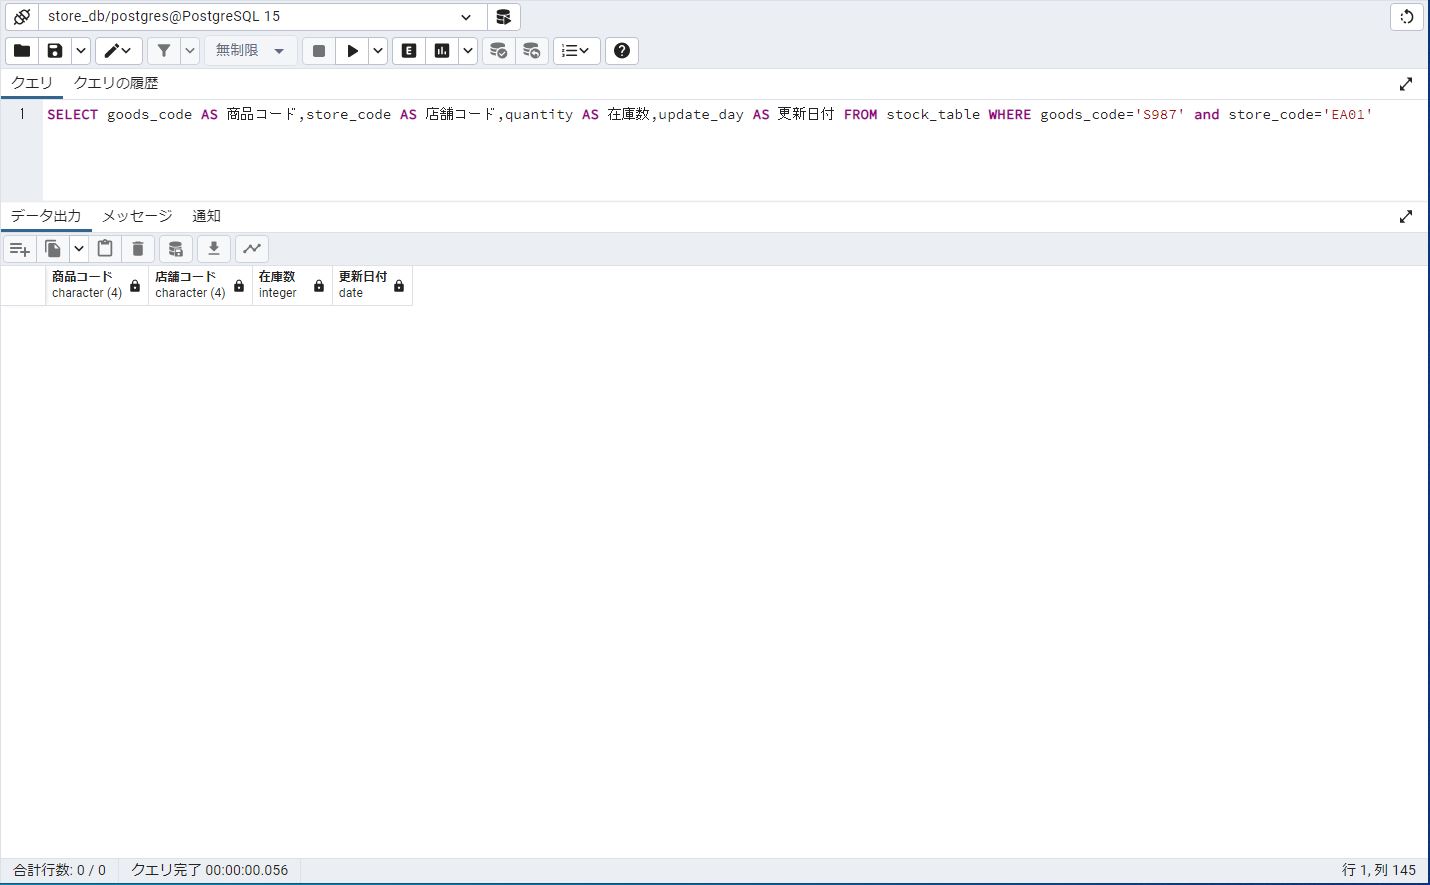 store_db/postgres@PostgreSQL 15
無制限
E
クエリ クエリの履歴
1 SELECT goods_code AS 商品コード,store_code AS 店舗コード,quantity AS 在庫数,update_day AS 更新日付 FROM stock_table WHERE goods_code='S987' and store_code='EA01'
データ出力 メッセージ 通知
商品コード 店舗コード 在庫数 更新日付
character (4) character (4) integer date
合計行数: 0 / 0 クエリ完了 00:00:00.056 行 1, 列 145